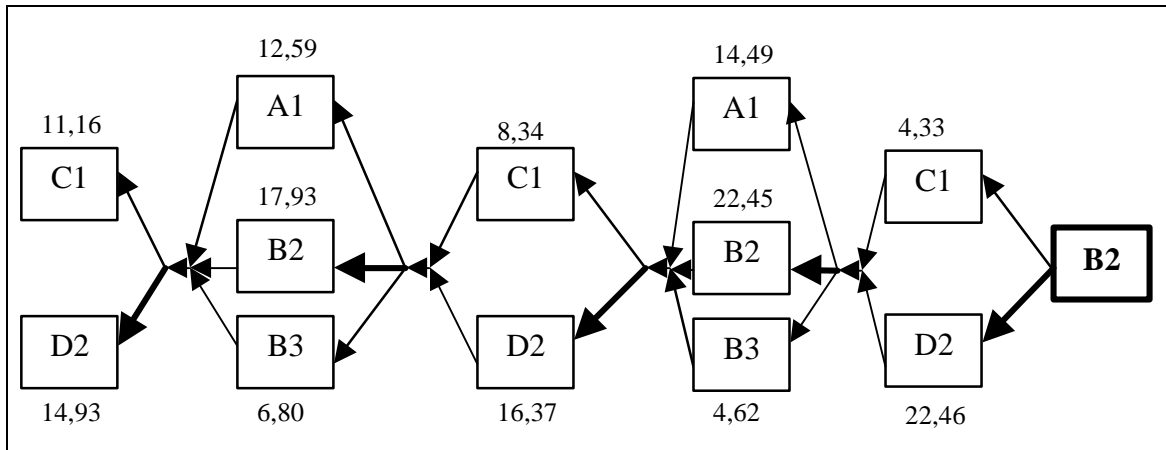 12,59
14,49
A1
A1
11,16
8,34
4,33
C1
C1
C1
17,93
22,45
B2
B2
B2
D2
B3
D2
B3
D2
14,93
6,80
16,37
4,62
22,46